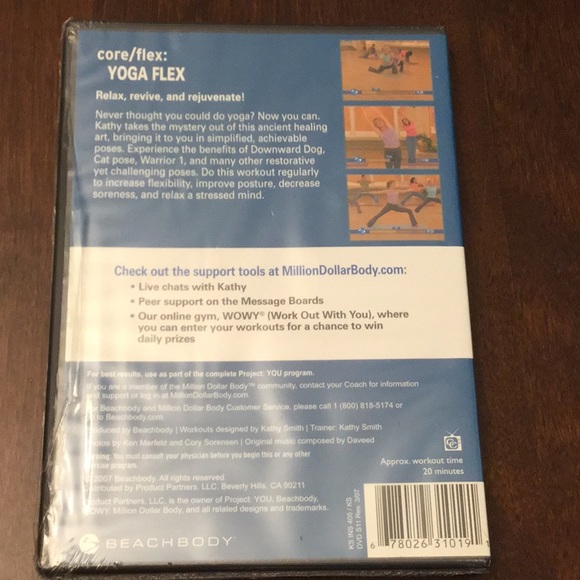 core/flex:
YOGA FLEX
Relax, revive, and rejuvenate!
Never thought you could do yoga? Now you can.
Kathy takes the mystery out of this ancient healing
art, bringing it to you in simplified, achievable
poses. Experience the benefits of Downward Dog,
Cat pose, Warrior 1, and many other restorative
yet challenging poses. Do this workout regularly
to increase flexibility, improve posture, decrease
soreness, and relax a stressed mind.
Check out the support tools at MillionDollarBody.com:
• Live chats with Kathy
• Peer support on the Message Boards
• Our online gym, WOWY® (Work Out With You), where
you can enter your workouts for a chance to win
daily prizes
For best results, use as part of the complete Project: YOU program.
If you are a member of the Million Dollar Body™ community, contact your Coach for information
and support or log in at MillionDollarBody.com
For Beachbody and Million Dollar Body Customer Service, please call 1 (800) 818-5174 or
go to Beachbody.com
Produced by Beachbody | Workouts designed by Kathy Smith | Trainer: Kathy Smith
Photos by Ken Merfeld and Cory Sorensen | Original music composed by Daveed
Warning: You must consult your physician before you begin this or any other
exercise program.
©2007 Beachbody. All rights reserved.
Distributed by Product Partners, LLC, Beverly Hills, CA 90211
Product Partners, LLC, is the owner of Project: YOU, Beachbody,
WOWY, Million Dollar Body, and all related designs and trademarks.
BEACHBODY
CC
Approx. workout time
20 minutes
KS INS 405 / KS
DVD 511 Rev. 3/07
6 78026 31019 1